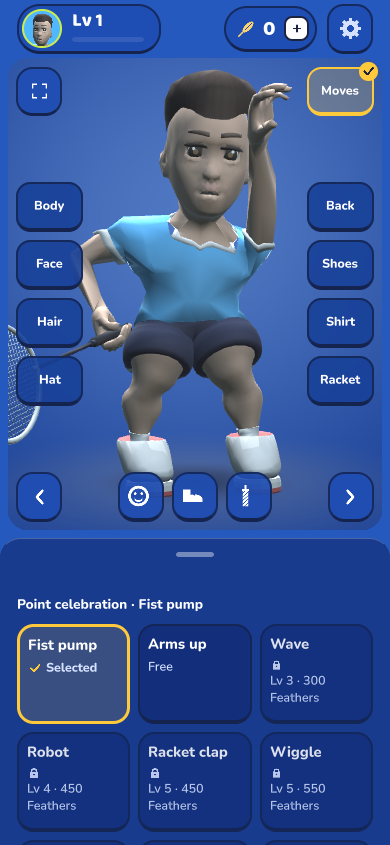 Lv 1
0
+
Moves
Body
Back
Face
Shoes
Hair
Shirt
Hat
Racket
Point celebration · Fist pump
Fist pump
Selected
Arms up
Free
Wave
Lv 3 · 300
Feathers
Robot
Lv 4 · 450
Feathers
Racket clap
Lv 5 · 450
Feathers
Wiggle
Lv 5 · 550
Feathers